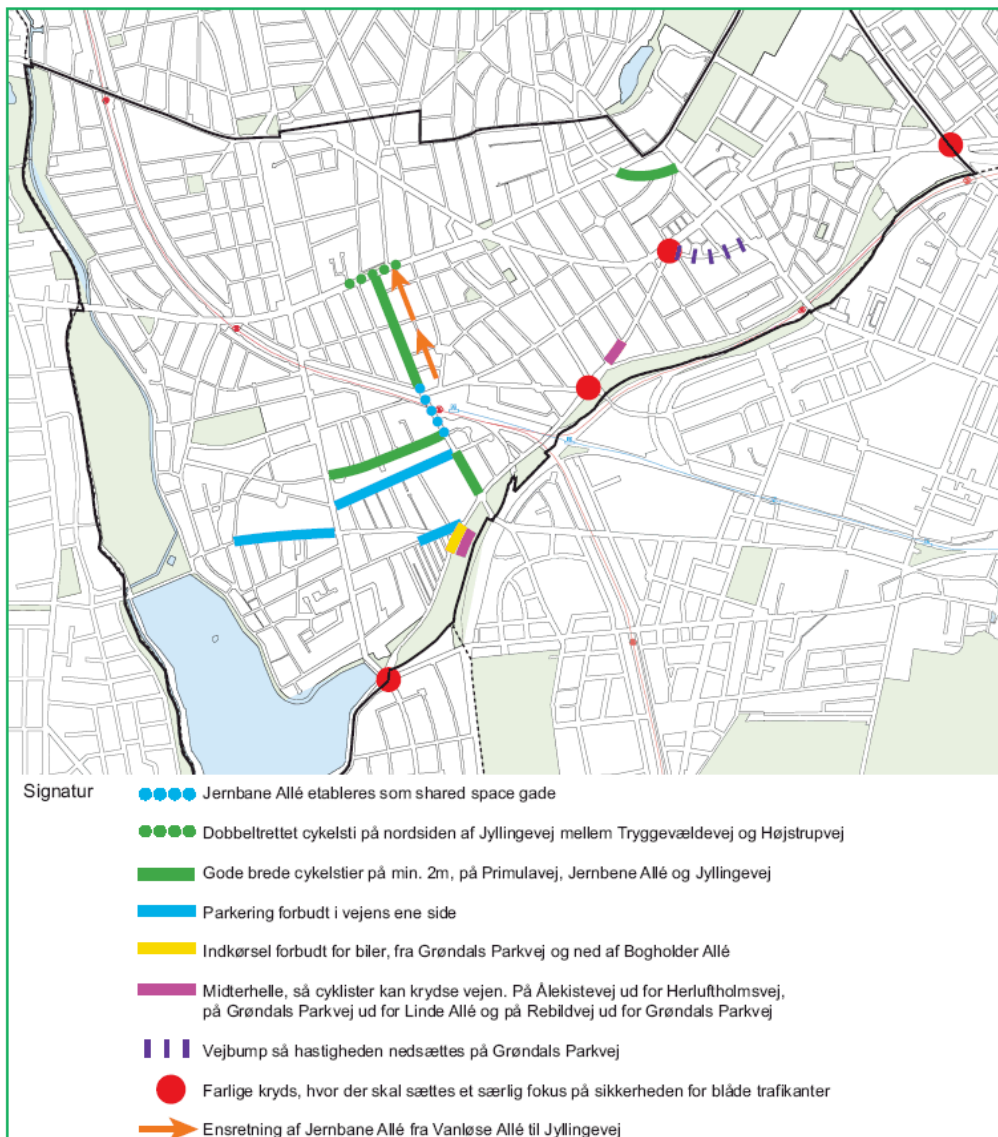 Signatur
Jernbane Allé etableres som shared space gade
Dobbeltrettet cykelsti på nordsiden af Jyllingevej mellem Tryggevældevej og Højstrupvej
Gode brede cykelstier på min. 2m, på Primulavej, Jernbene Allé og Jyllingevej
Parkering forbudt i vejens ene side
Indkørsel forbudt for biler, fra Grøndals Parkvej og ned af Bogholder Allé
Midterhelle, så cyklister kan krydse vejen. På Ålekistevej ud for Herluftholmsvej,
på Grøndals Parkvej ud for Linde Allé og på Rebildvej ud for Grøndals Parkvej
Vejbump så hastigheden nedsættes på Grøndals Parkvej
Farlige kryds, hvor der skal sættes et særlig fokus på sikkerheden for blåde trafikanter
Ensretning af Jernbane Allé fra Vanløse Allé til Jyllingevej